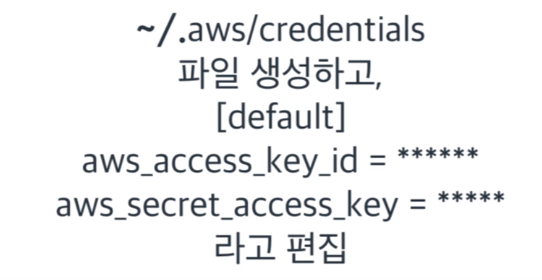 ~/.aws/credentials
파일 생성하고,
[default]
aws_access_key_id = ******
aws_secret_access_key = *****
라고 편집